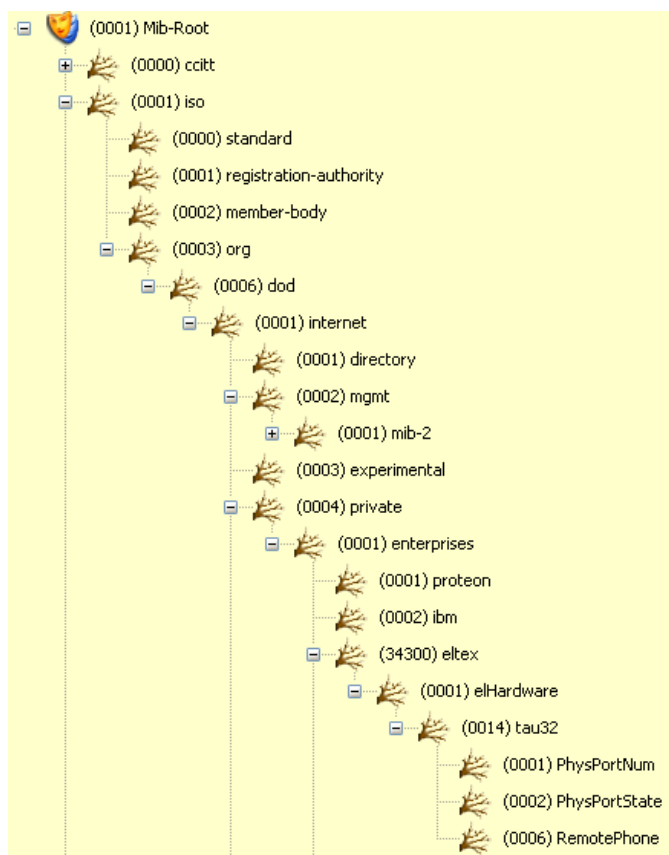 (0001) Mib-Root
(0000) ccitt
(0001) iso
(0000) standard
(0001) registration-authority
(0002) member-body
(0003) org
(0006) dod
(0001) internet
(0001) directory
(0002) mgmt
(0001) mib-2
(0003) experimental
(0004) private
(0001) enterprises
(0001) proteon
(0002) ibm
(34300) eltex
(0001) elHardware
(0014) tau32
(0001) PhysPortNum
(0002) PhysPortState
(0006) RemotePhone